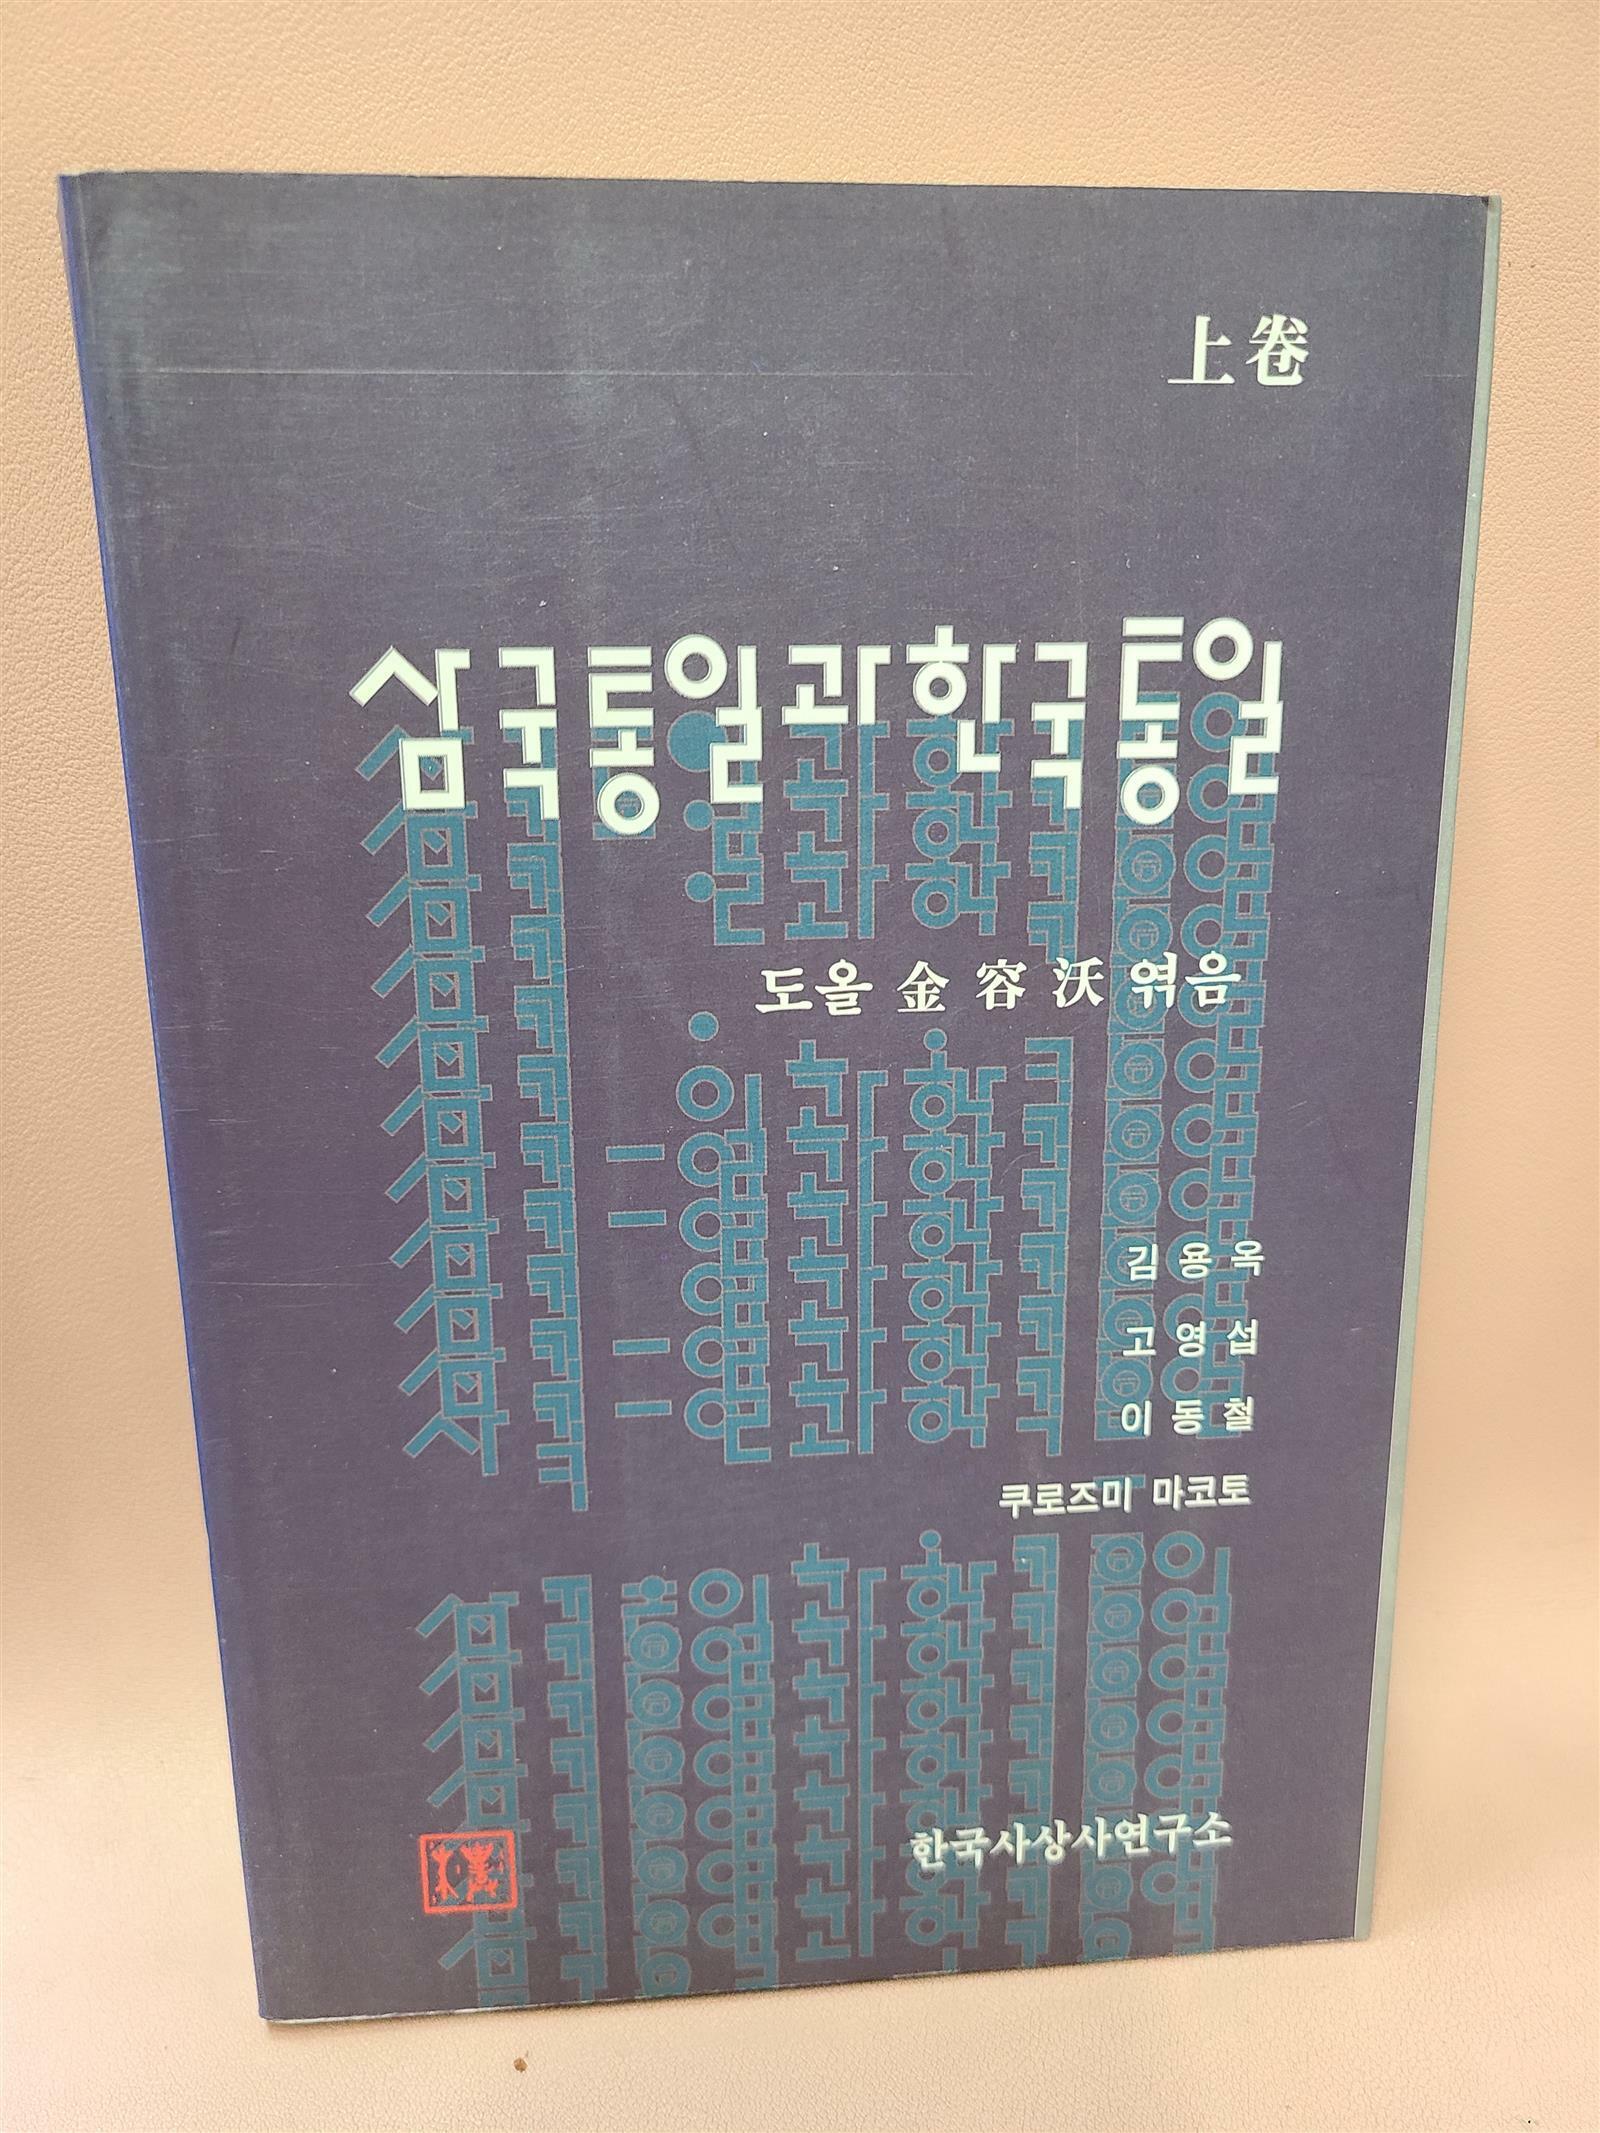 上卷
삼국통일과 한국통일
도올 金容沃 엮음
김용옥
고영섭
이동철
쿠로즈미 마코토
한국사상사연구소